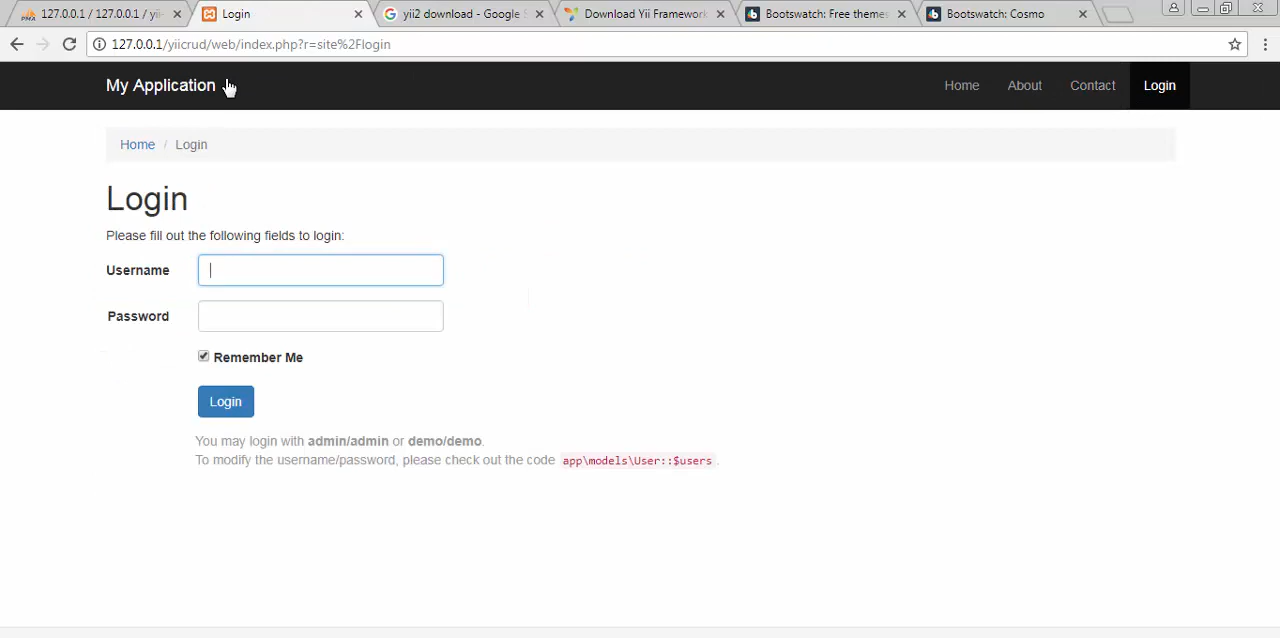 127.0.0.1 / 127.0.0.1 / yii-
Login
yii2 download - Google S
Download Yii Framework
Bootswatch: Free themes
Bootswatch: Cosmo
127.0.0.1/yiicrud/web/index.php?r=site%2Flogin
My Application
Home
About
Contact
Login
Home / Login
Login
Please fill out the following fields to login:
Username
Password
Remember Me
Login
You may login with admin/admin or demo/demo.
To modify the username/password, please check out the code app\models\User::$users.